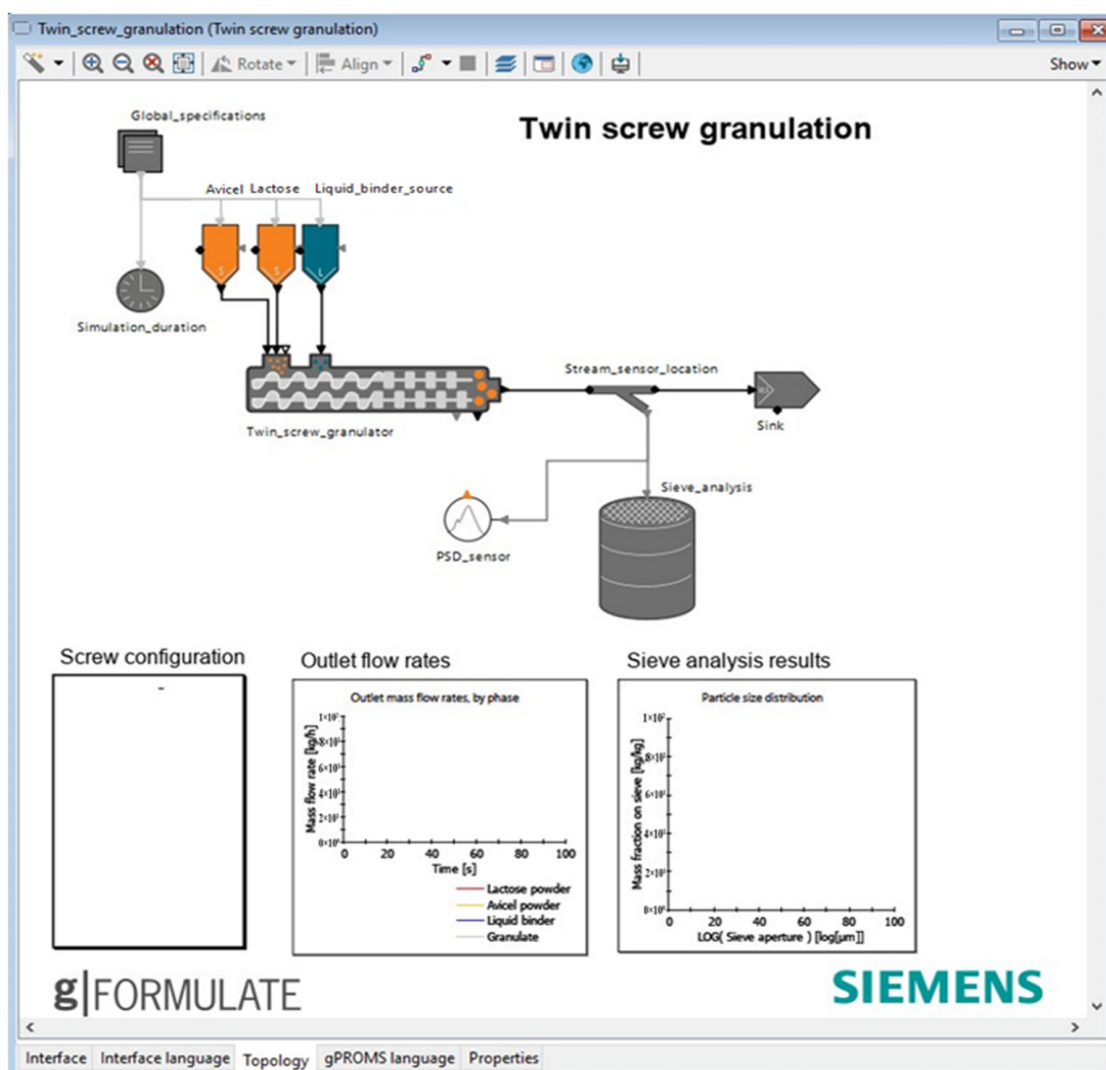 Twin_screw_granulation (Twin screw granulation)
Rotate Align Show
Global_specifications
Twin screw granulation
Avicel Lactose Liquid_binder_source
S S L
Simulation_duration
Stream_sensor_location
Twin_screw_granulator
Sink
Sieve_analysis
PSD_sensor
Screw configuration
-
Outlet flow rates
Outlet mass flow rates, by phase
Mass flow rate [kg/h]
0 20 40 60 80 100
Time [s]
Lactose powder
Avicel powder
Liquid binder
Granulate
Sieve analysis results
Particle size distribution
Mass fraction on sieve [kg/kg]
0 20 40 60 80 100
LOG( Sieve aperture ) [log[μm]]
g|FORMULATE
SIEMENS
Interface Interface language Topology gPROMS language Properties